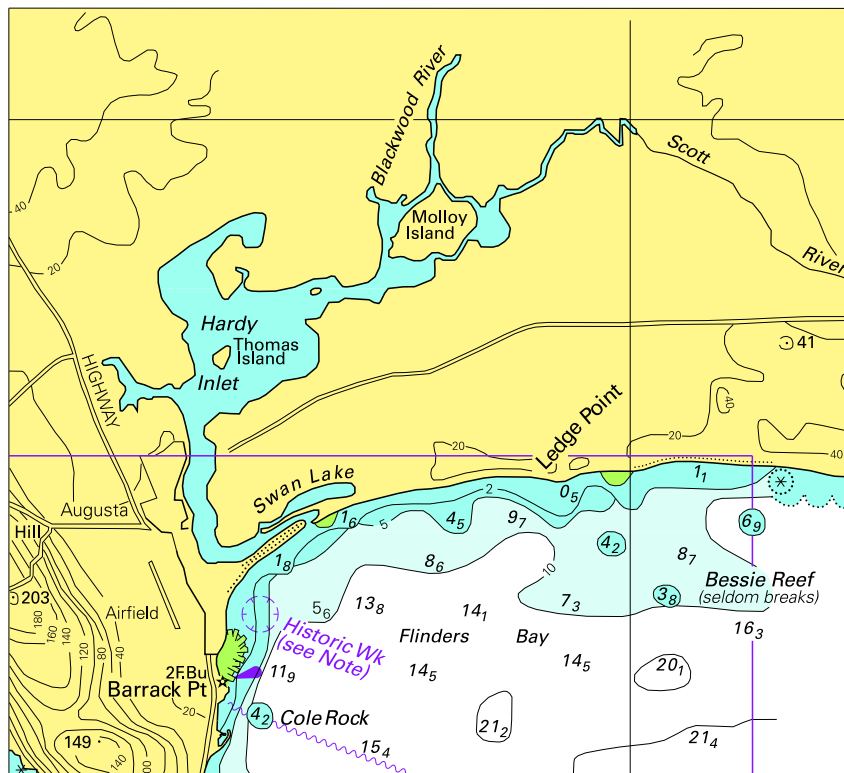 Blackwood River
Scott
River
40
20
Molloy
Island
Hardy
Thomas
Island
Inlet
HIGHWAY
41
40
20
20
40
Ledge Point
Swan Lake
Augusta
Hill
2
5
1₆
4₅
9₇
0₅
1₁
6₉
4₂
8₇
1₈
8₆
10
Bessie Reef
(seldom breaks)
3₈
7₃
16₃
203
180
160
140
120
80
40
Airfield
5₆
13₈
14₁
Historic Wk
(see Note)
Flinders Bay
14₅
14₅
20₁
2F.Bu
Barrack Pt
11₉
20
4₂
Cole Rock
21₂
21₄
15₄
149
140
100